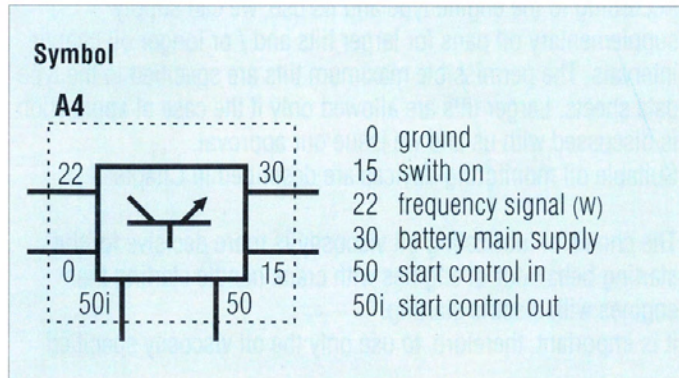 Symbol
A4
22
30
0
15
50i
50
0 ground
15 swith on
22 frequency signal (W)
30 battery main supply
50 start control in
50i start control out